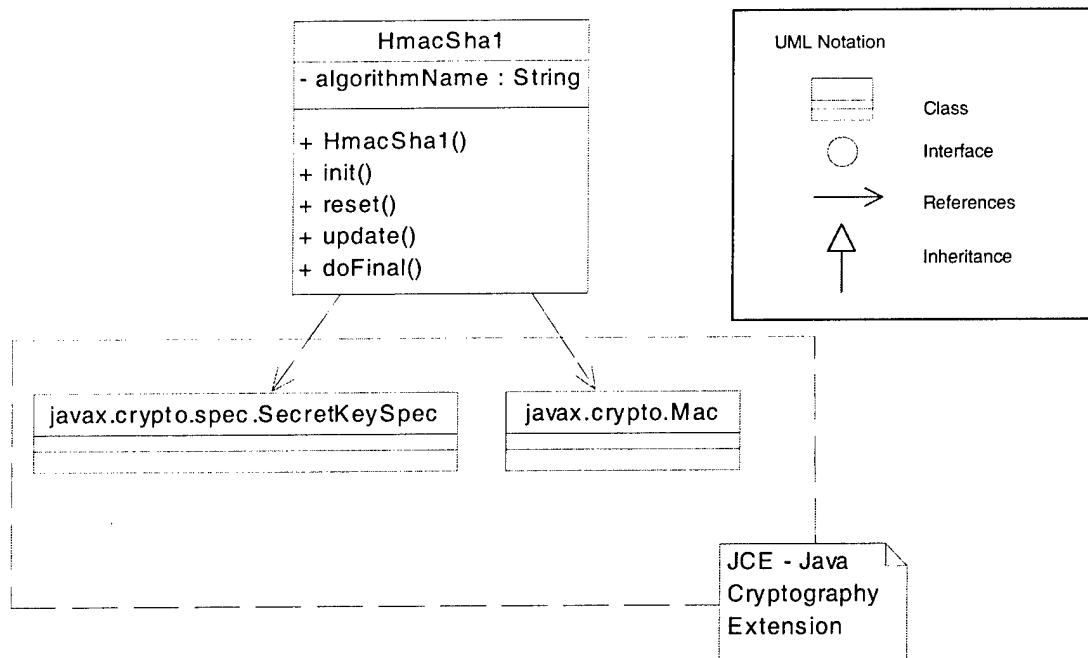 HmacSha1
- algorithmName : String
+ HmacSha1()
+ init()
+ reset()
+ update()
+ doFinal()
UML Notation
Class
Interface
References
Inheritance
javax.crypto.spec.SecretKeySpec
javax.crypto.Mac
JCE - Java
Cryptography
Extension